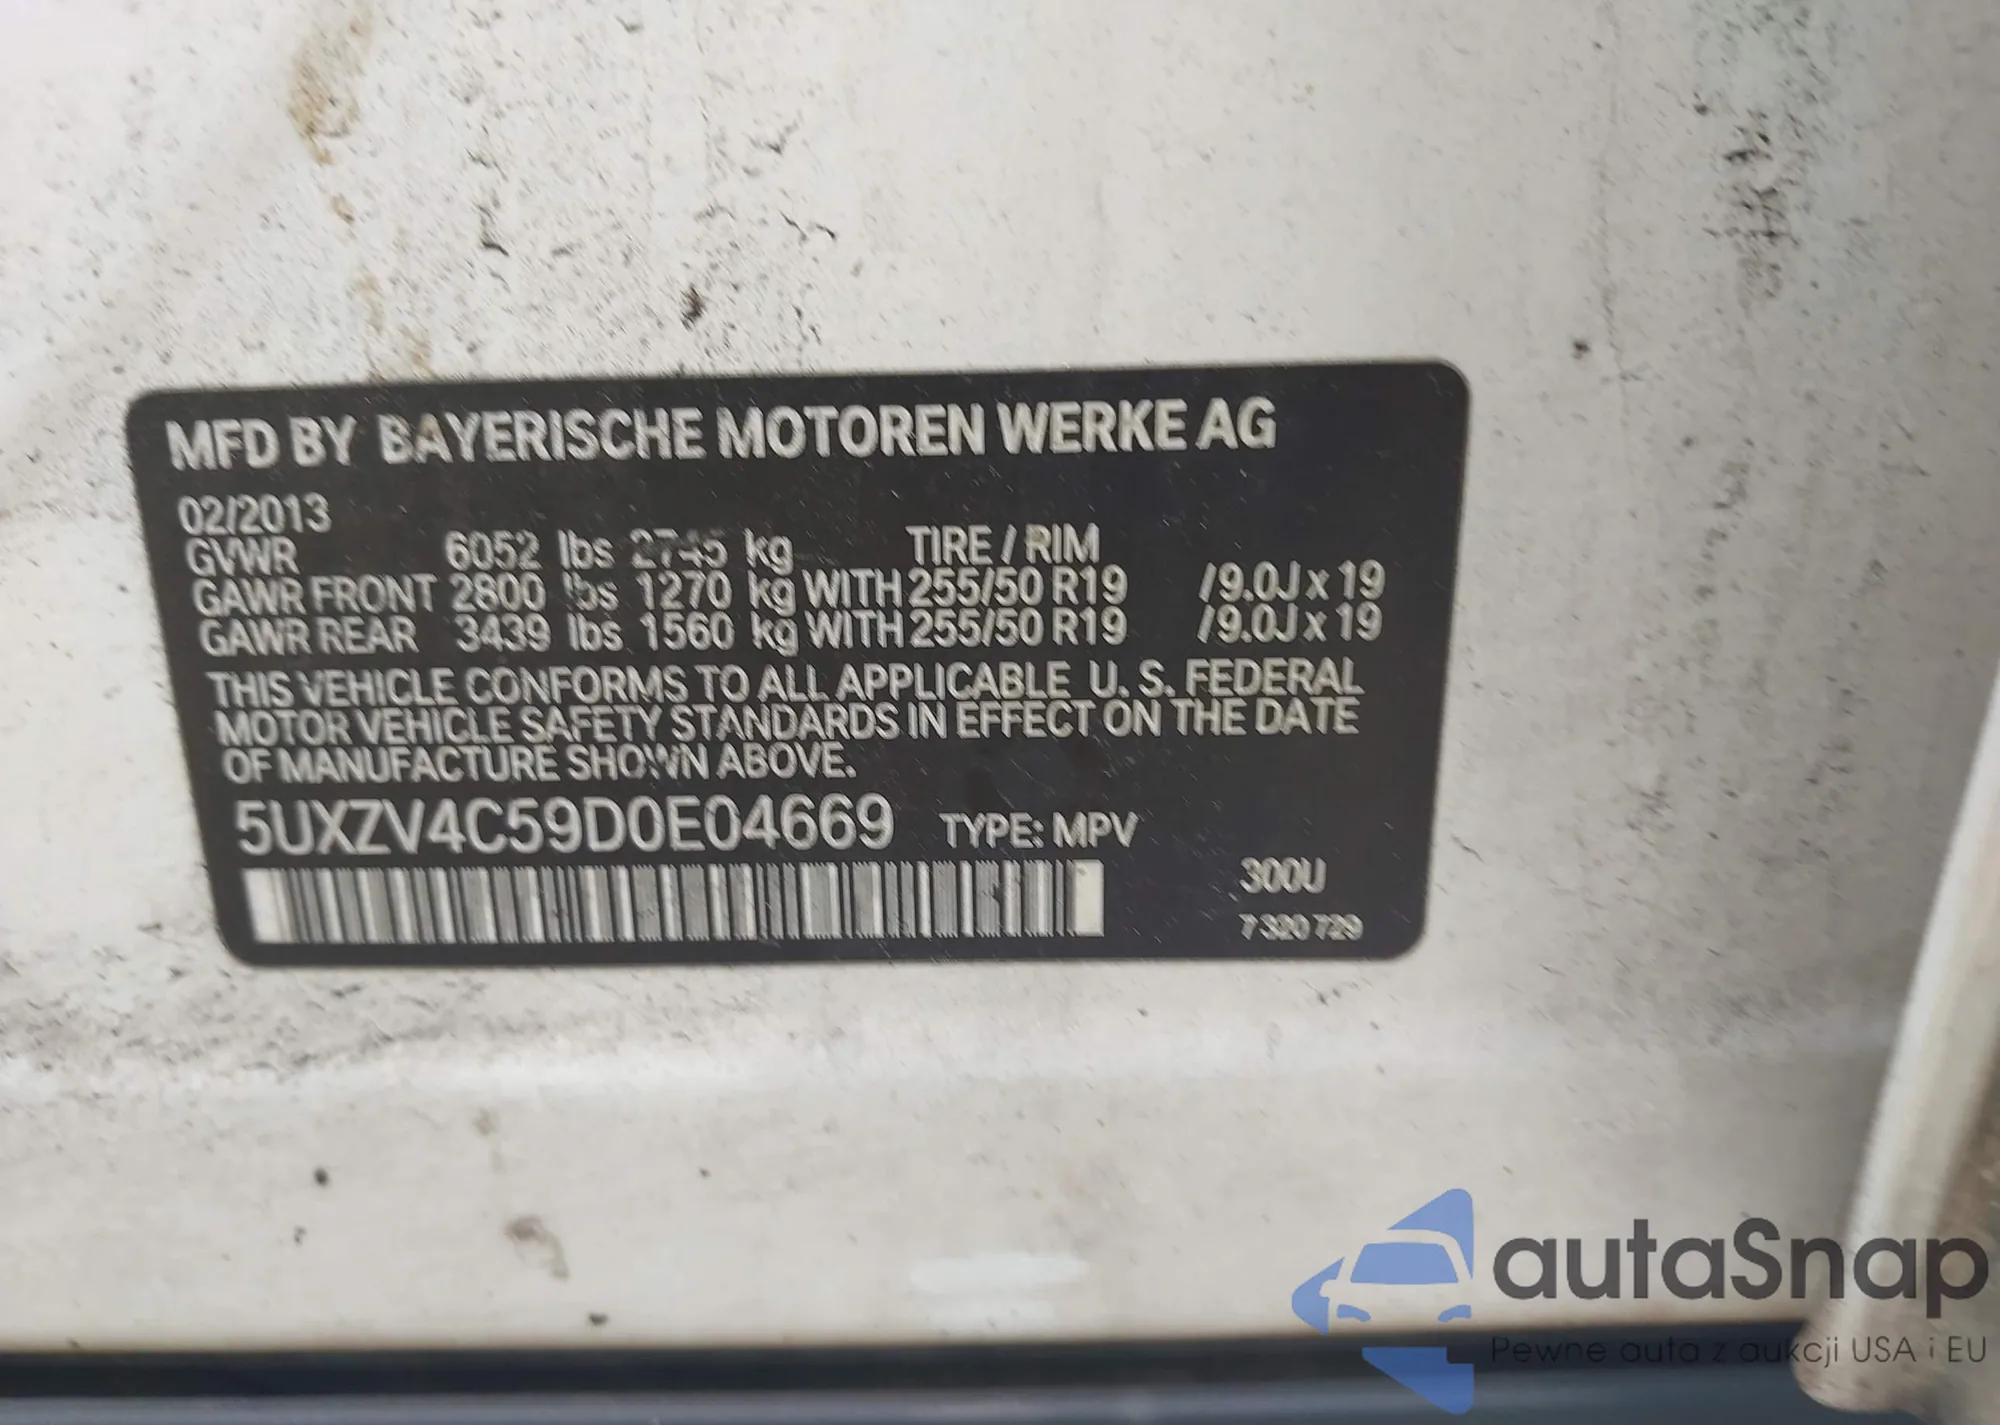 MFD BY BAYERISCHE MOTOREN WERKE AG
02/2013
GVWR 6052 lbs 2745 kg TIRE / RIM
GAWR FRONT 2800 lbs 1270 kg WITH 255/50 R19 /9.0J x 19
GAWR REAR 3439 lbs 1560 kg WITH 255/50 R19 /9.0J x 19
THIS VEHICLE CONFORMS TO ALL APPLICABLE U. S. FEDERAL
MOTOR VEHICLE SAFETY STANDARDS IN EFFECT ON THE DATE
OF MANUFACTURE SHOWN ABOVE.
5UXZV4C59D0E04669 TYPE: MPV
300U
7 320 729
autaSnap
Pewne auta z aukcji USA i EU